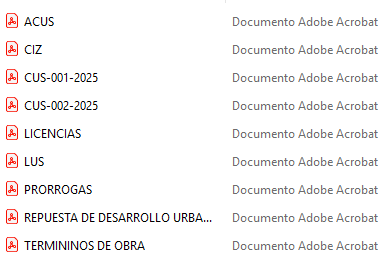 ACUS Documento Adobe Acrobat
CIZ Documento Adobe Acrobat
CUS-001-2025 Documento Adobe Acrobat
CUS-002-2025 Documento Adobe Acrobat
LICENCIAS Documento Adobe Acrobat
LUS Documento Adobe Acrobat
PRORROGAS Documento Adobe Acrobat
REPUESTA DE DESARROLLO URBA... Documento Adobe Acrobat
TERMININOS DE OBRA Documento Adobe Acrobat